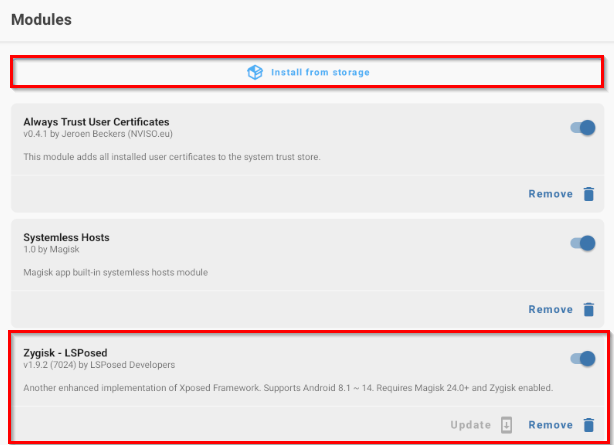 Modules
Install from storage
Always Trust User Certificates
v0.4.1 by Jeroen Beckers (NVISO.eu)
This module adds all installed user certificates to the system trust store.
Remove
Systemless Hosts
1.0 by Magisk
Magisk app built-in systemless hosts module
Remove
Zygisk - LSPosed
v1.9.2 (7024) by LSPosed Developers
Another enhanced implementation of Xposed Framework. Supports Android 8.1 ~ 14. Requires Magisk 24.0+ and Zygisk enabled.
Update Remove